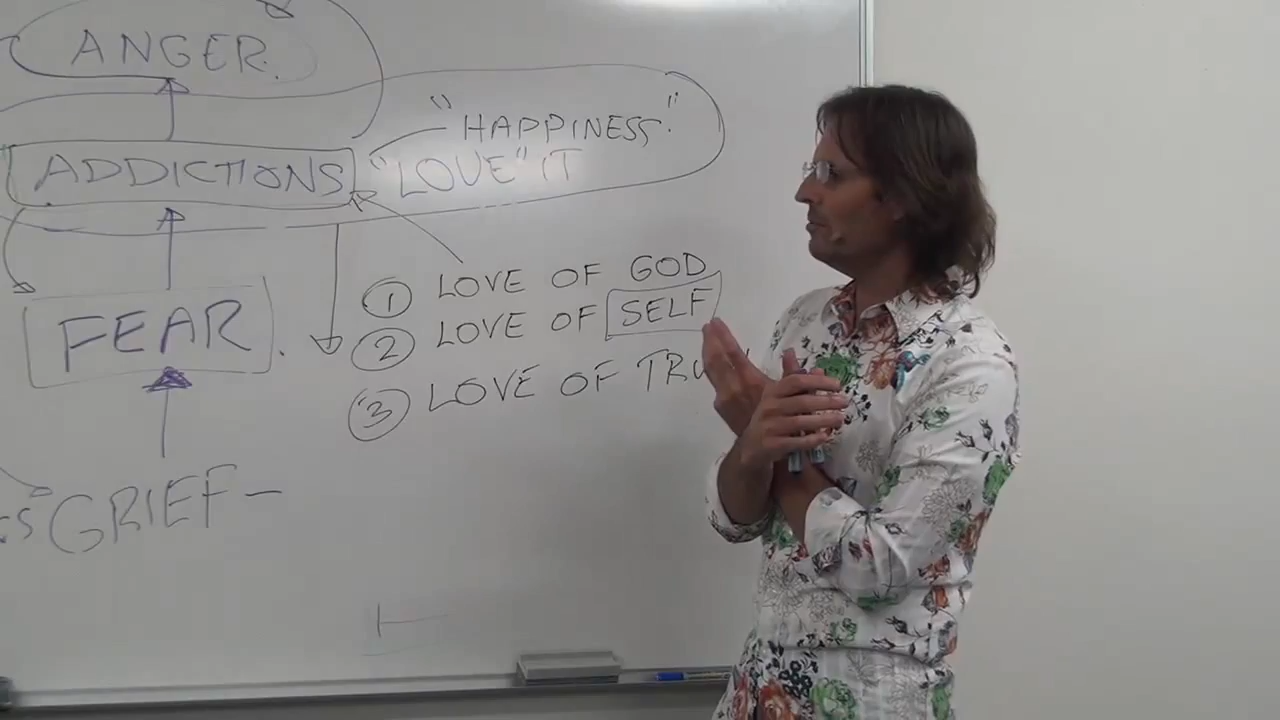 ANGER.
"HAPPINESS."
ADDICTIONS
"LOVE" IT
① LOVE OF GOD
② LOVE OF SELF
FEAR.
③ LOVE OF
GRIEF –